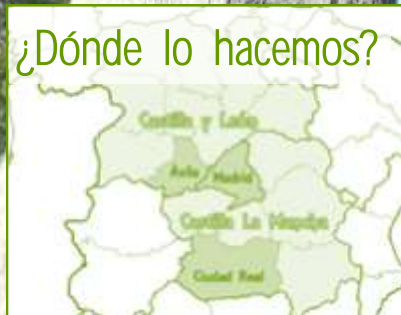 ¿Dónde lo hacemos?
Castilla y León
Ávila Madrid
Castilla La Mancha
Ciudad Real